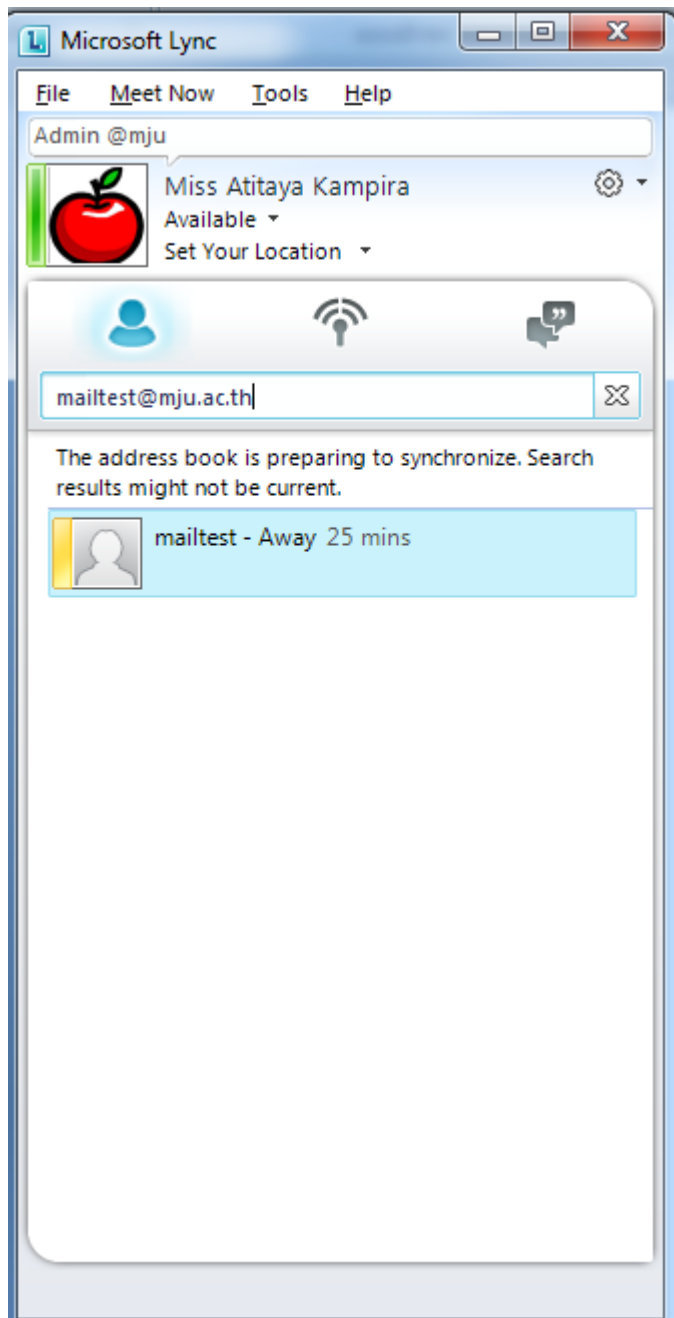 Microsoft Lync
File Meet Now Tools Help
Admin @mju
Miss Atitaya Kampira
Available
Set Your Location
mailtest@mju.ac.th
The address book is preparing to synchronize. Search
results might not be current.
mailtest - Away 25 mins